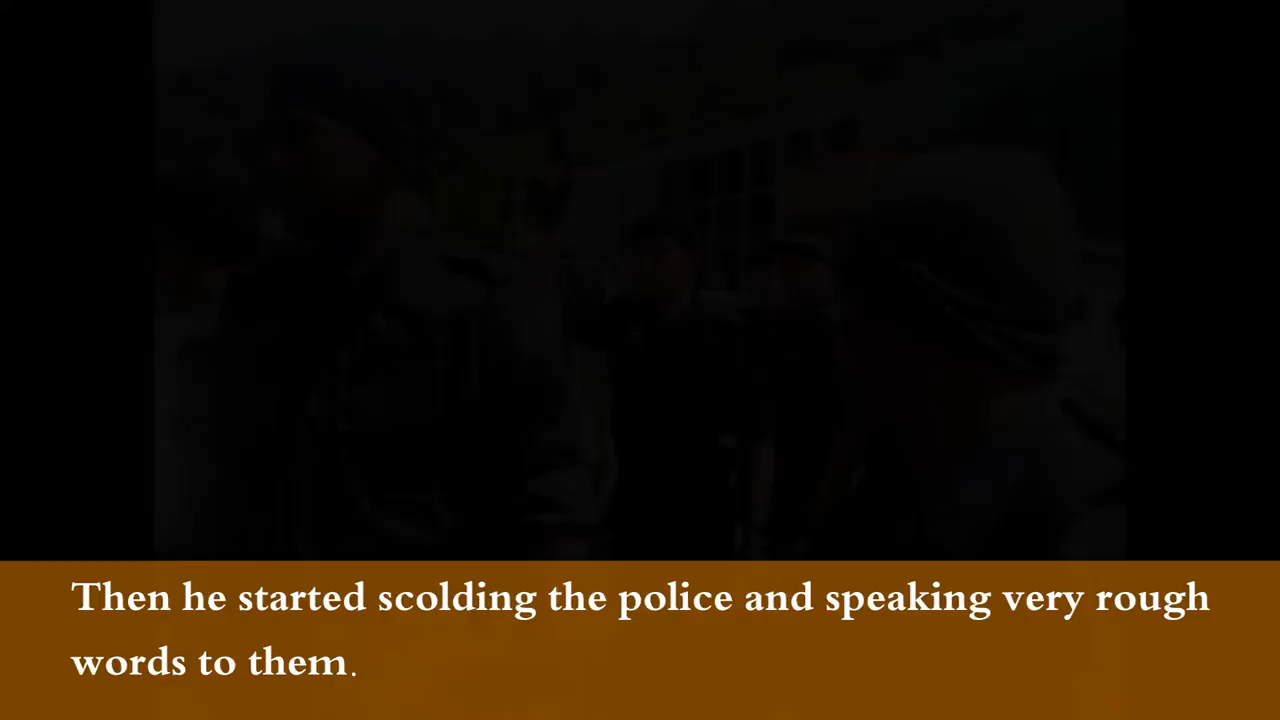 Then he started scolding the police and speaking very rough
words to them.